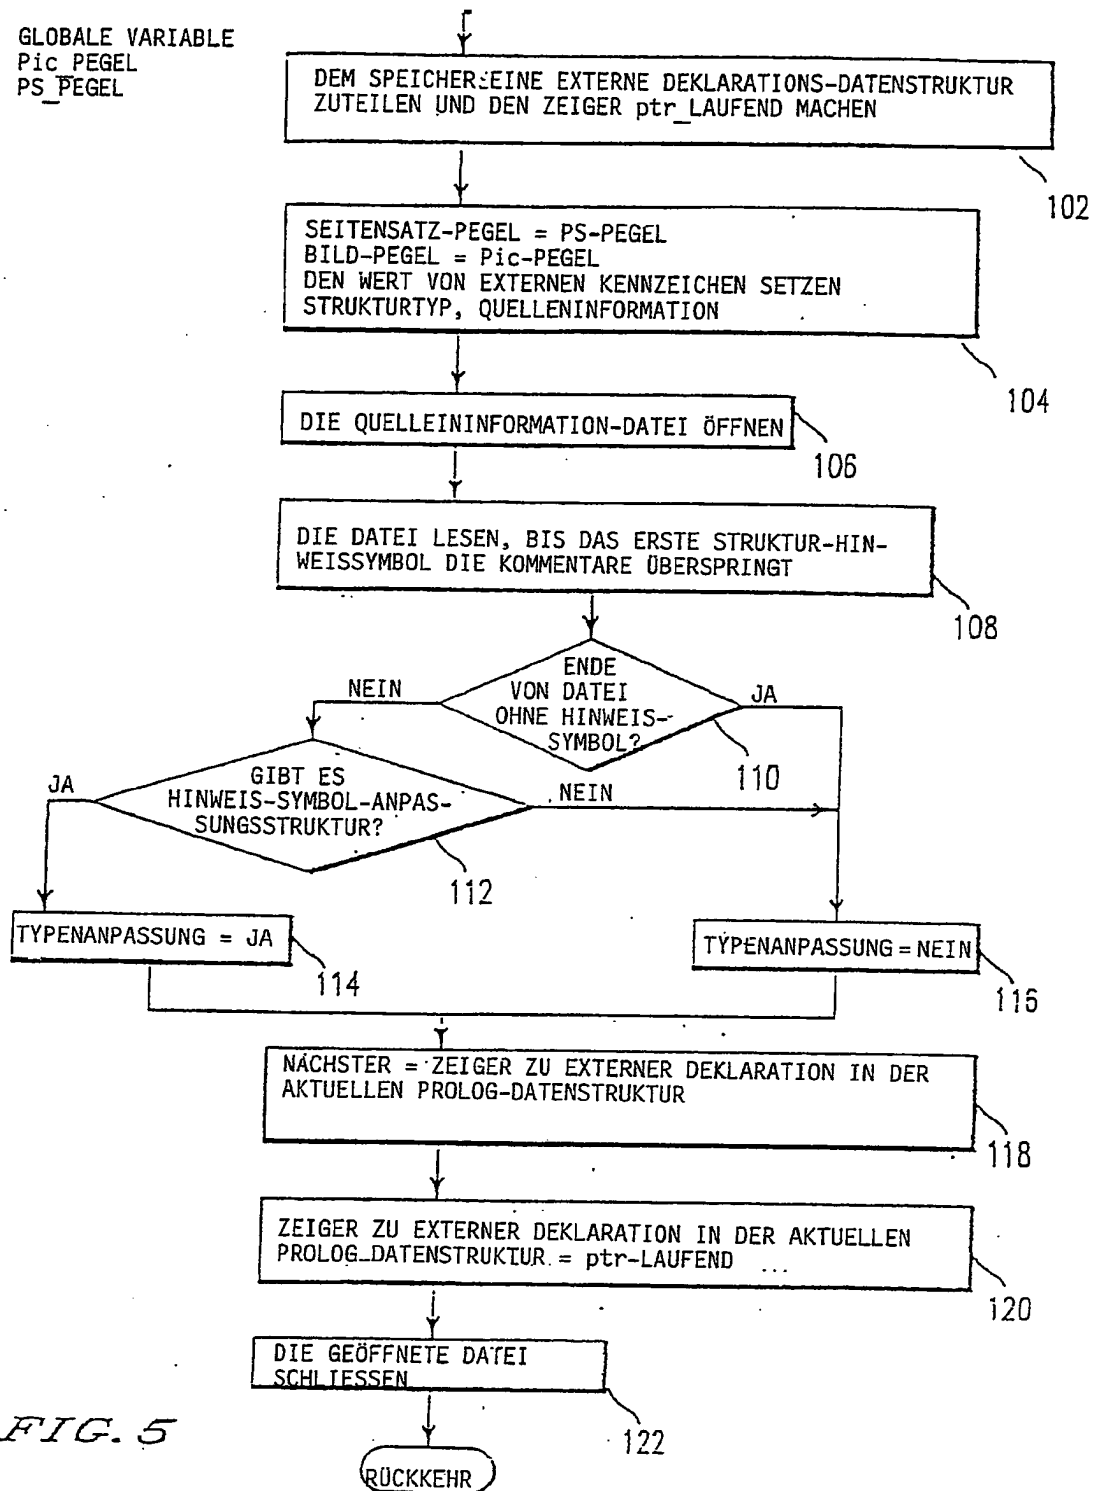 GLOBALE VARIABLE
Pic_PEGEL
PS_PEGEL
DEM SPEICHER EINE EXTERNE DEKLARATIONS-DATENSTRUKTUR
ZUTEILEN UND DEN ZEIGER ptr_LAUFEND MACHEN
102
SEITENSATZ-PEGEL = PS-PEGEL
BILD-PEGEL = Pic-PEGEL
DEN WERT VON EXTERNEN KENNZEICHEN SETZEN
STRUKTURTYP, QUELLENINFORMATION
104
DIE QUELLEININFORMATION-DATEI ÖFFNEN
106
DIE DATEI LESEN, BIS DAS ERSTE STRUKTUR-HIN-
WEISSYMBOL DIE KOMMENTARE ÜBERSPRINGT
108
ENDE
VON DATEI
OHNE HINWEIS-
SYMBOL?
NEIN
JA
110
GIBT ES
HINWEIS-SYMBOL-ANPAS-
SUNGSSTRUKTUR?
JA
NEIN
112
TYPENANPASSUNG = JA
114
TYPENANPASSUNG = NEIN
116
NÄCHSTER = ZEIGER ZU EXTERNER DEKLARATION IN DER
AKTUELLEN PROLOG-DATENSTRUKTUR
118
ZEIGER ZU EXTERNER DEKLARATION IN DER AKTUELLEN
PROLOG-DATENSTRUKTUR = ptr-LAUFEND
120
DIE GEÖFFNETE DATEI
SCHLIESSEN
122
RÜCKKEHR
FIG. 5